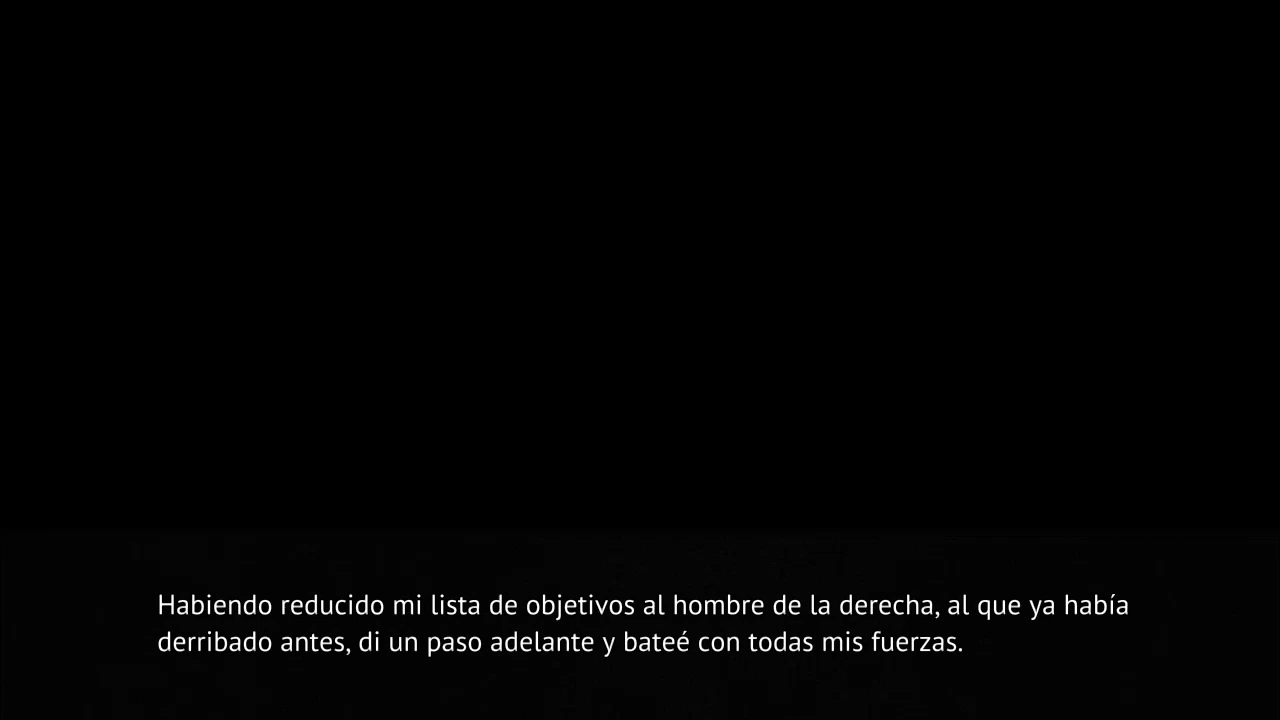 Habiendo reducido mi lista de objetivos al hombre de la derecha, al que ya había
derribado antes, di un paso adelante y bateé con todas mis fuerzas.